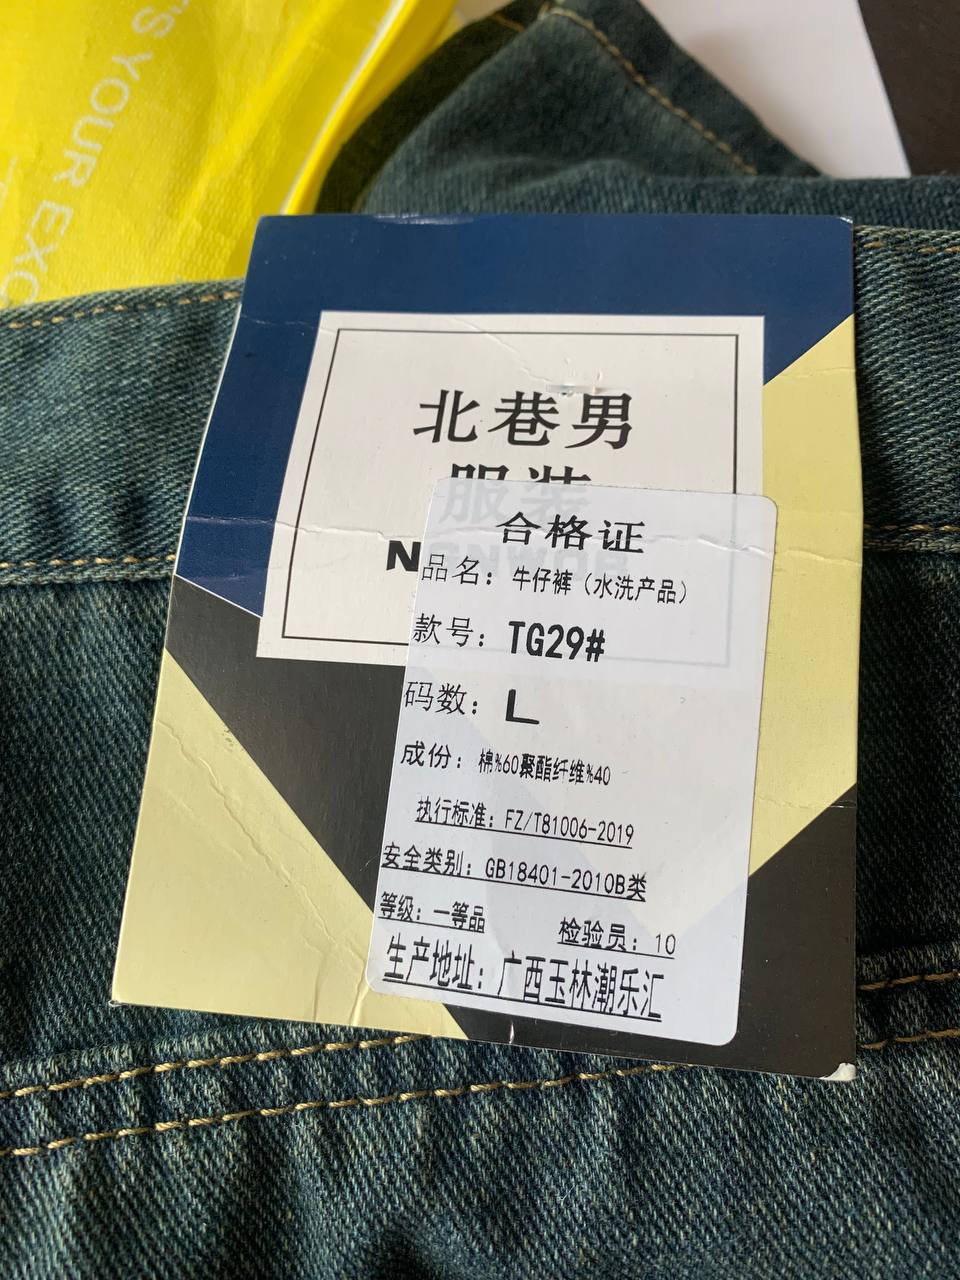 'S YOUR EXC
北巷男
服装
合格证
品名：牛仔裤（水洗产品）
款号：TG29#
码数：L
成份：棉%60聚酯纤维%40
执行标准：FZ/T81006-2019
安全类别：GB18401-2010B类
等级：一等品 检验员：10
生产地址：广西玉林潮乐汇